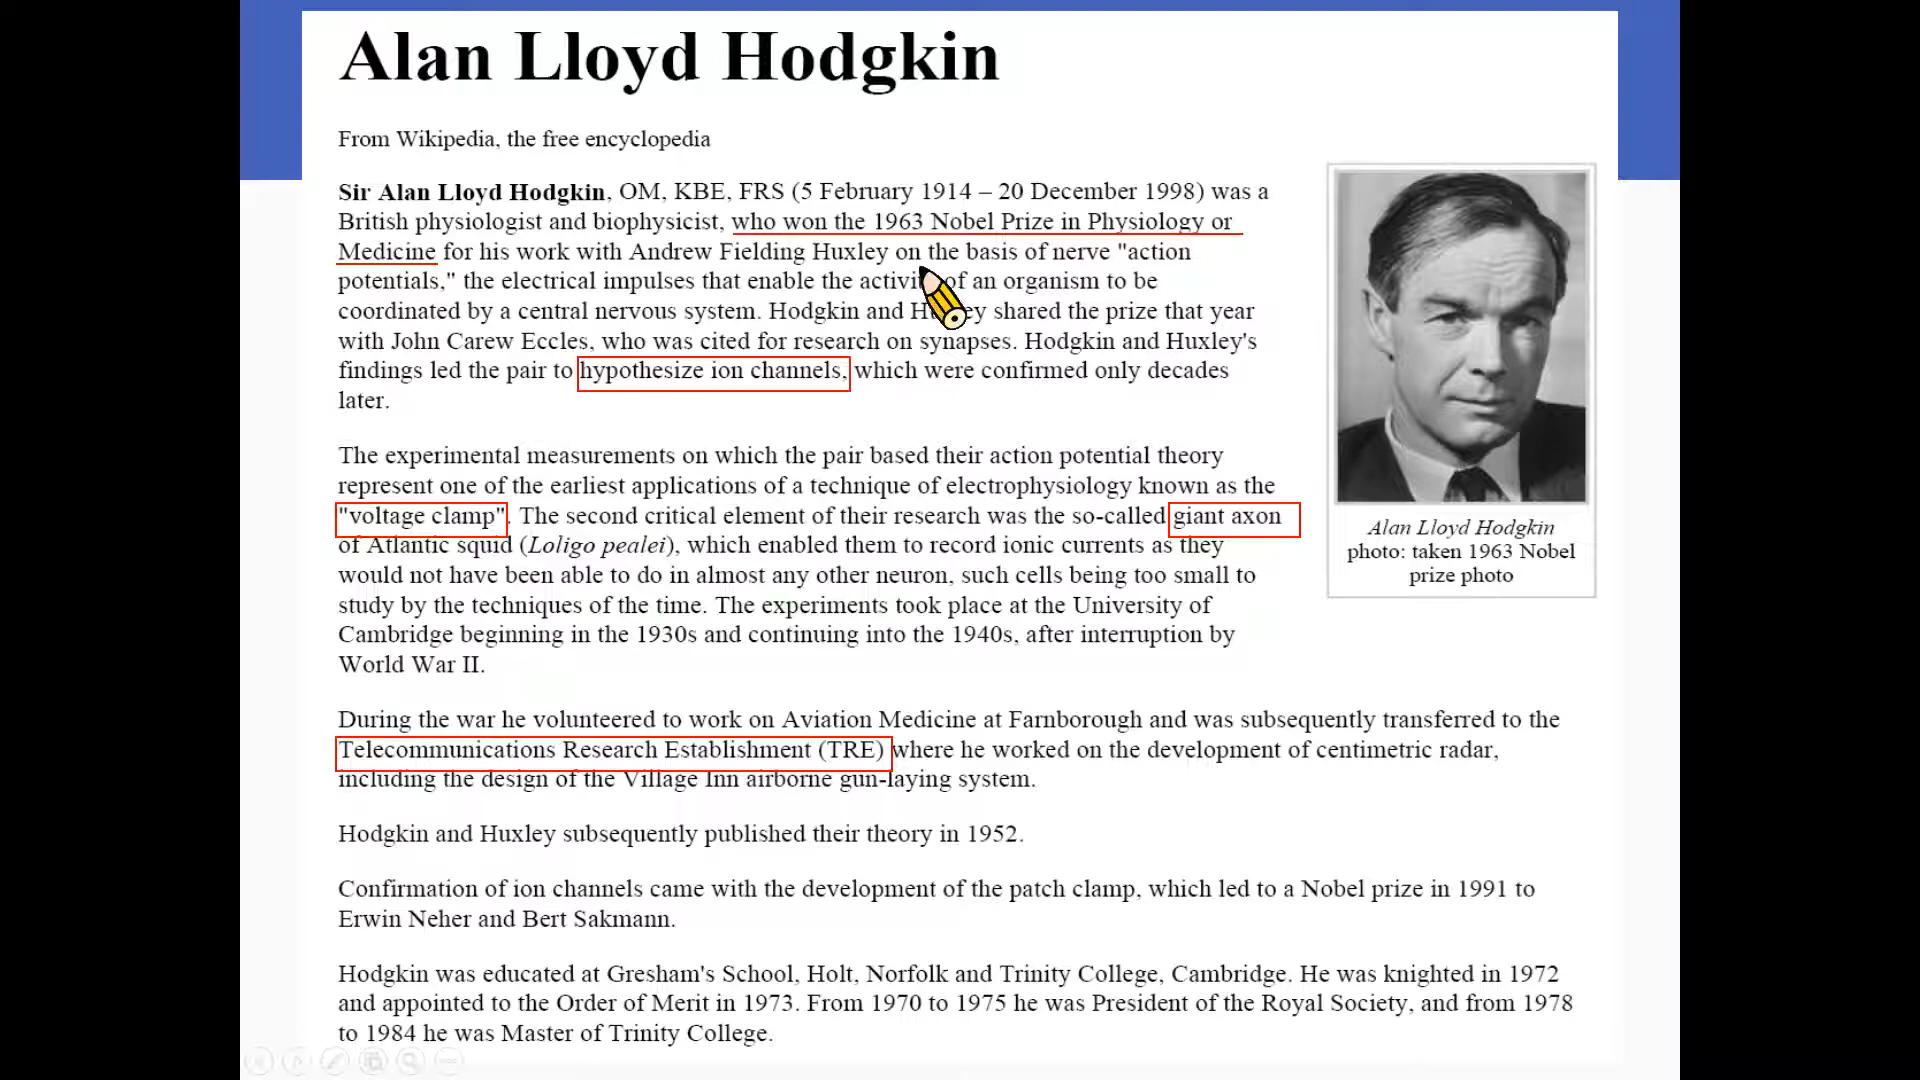 Alan Lloyd Hodgkin
From Wikipedia, the free encyclopedia
Sir Alan Lloyd Hodgkin, OM, KBE, FRS (5 February 1914 – 20 December 1998) was a
British physiologist and biophysicist, who won the 1963 Nobel Prize in Physiology or
Medicine for his work with Andrew Fielding Huxley on the basis of nerve "action
potentials," the electrical impulses that enable the activity of an organism to be
coordinated by a central nervous system. Hodgkin and Huxley shared the prize that year
with John Carew Eccles, who was cited for research on synapses. Hodgkin and Huxley's
findings led the pair to hypothesize ion channels, which were confirmed only decades
later.
The experimental measurements on which the pair based their action potential theory
represent one of the earliest applications of a technique of electrophysiology known as the
"voltage clamp". The second critical element of their research was the so-called giant axon
of Atlantic squid (Loligo pealei), which enabled them to record ionic currents as they
would not have been able to do in almost any other neuron, such cells being too small to
study by the techniques of the time. The experiments took place at the University of
Cambridge beginning in the 1930s and continuing into the 1940s, after interruption by
World War II.
Alan Lloyd Hodgkin
photo: taken 1963 Nobel
prize photo
During the war he volunteered to work on Aviation Medicine at Farnborough and was subsequently transferred to the
Telecommunications Research Establishment (TRE) where he worked on the development of centimetric radar,
including the design of the Village Inn airborne gun-laying system.
Hodgkin and Huxley subsequently published their theory in 1952.
Confirmation of ion channels came with the development of the patch clamp, which led to a Nobel prize in 1991 to
Erwin Neher and Bert Sakmann.
Hodgkin was educated at Gresham's School, Holt, Norfolk and Trinity College, Cambridge. He was knighted in 1972
and appointed to the Order of Merit in 1973. From 1970 to 1975 he was President of the Royal Society, and from 1978
to 1984 he was Master of Trinity College.